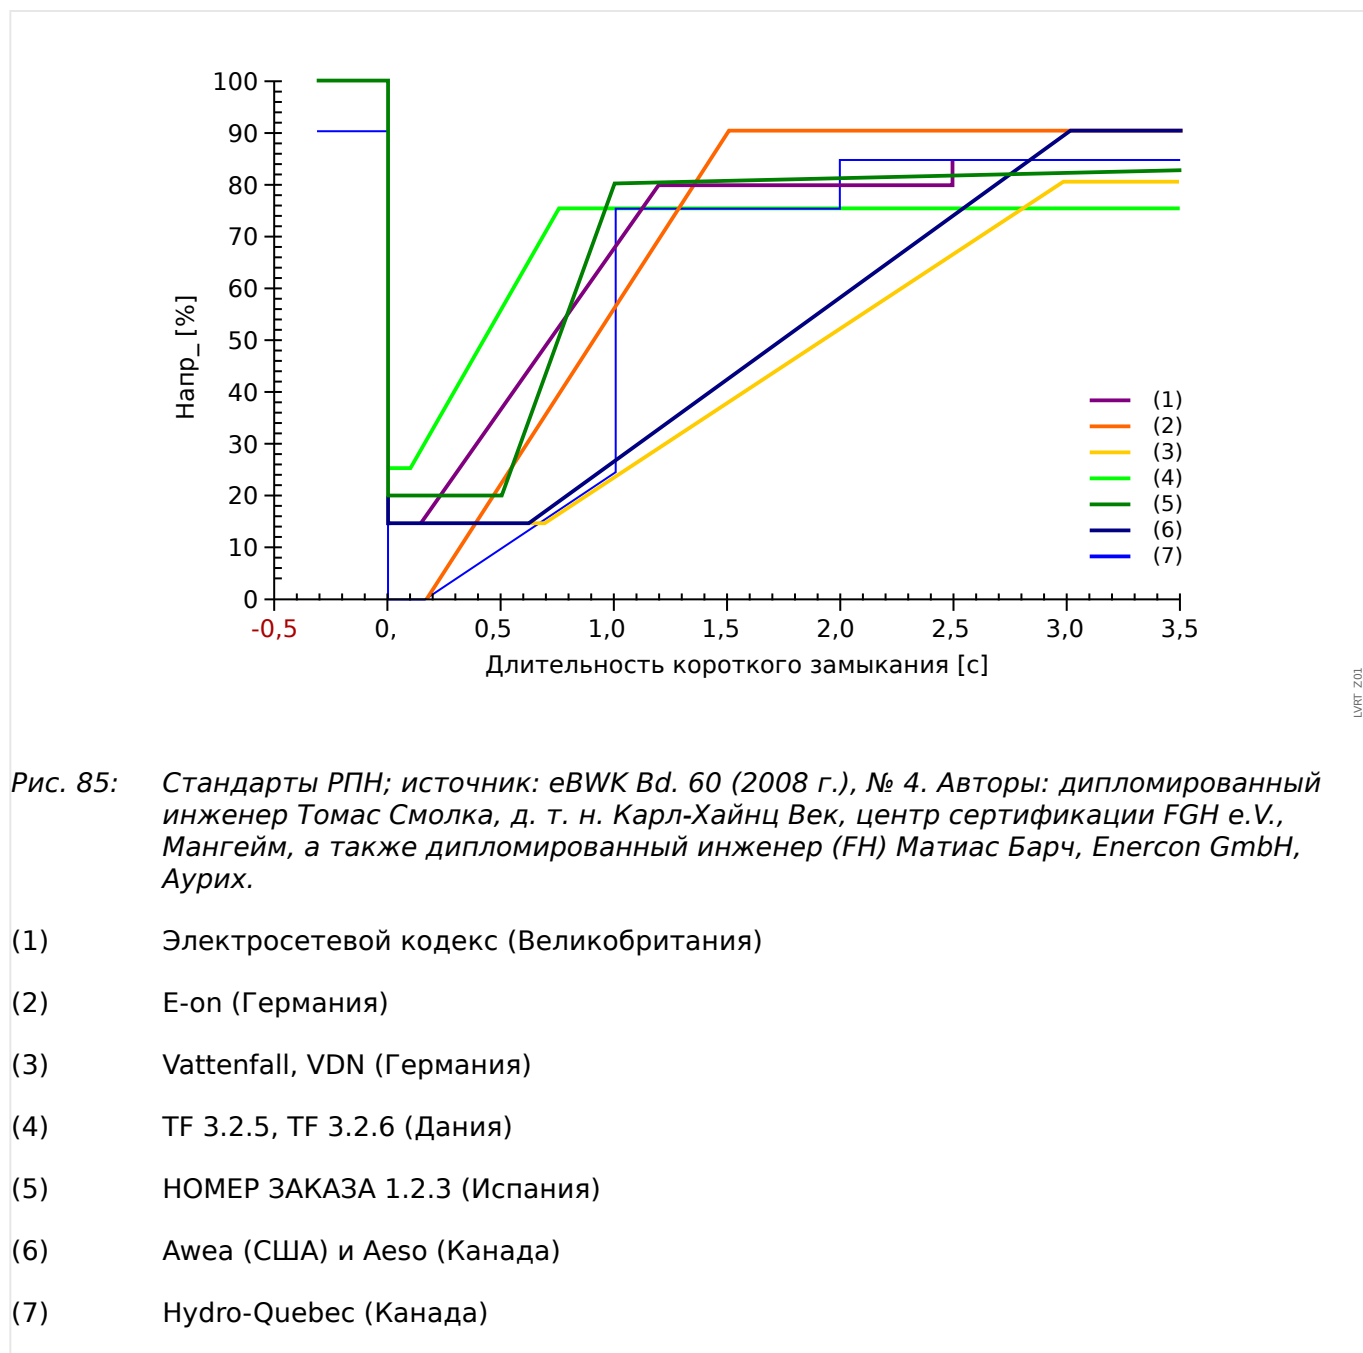 100
90
80
70
60
50
40
30
20
10
0
Напр_ [%]
-0,5
0,
0,5
1,0
1,5
2,0
2,5
3,0
3,5
Длительность короткого замыкания [с]
(1)
(2)
(3)
(4)
(5)
(6)
(7)
LVRT_Z01
Рис. 85: Стандарты РПН; источник: eBWK Bd. 60 (2008 г.), № 4. Авторы: дипломированный
инженер Томас Смолка, д. т. н. Карл-Хайнц Век, центр сертификации FGH e.V.,
Мангейм, а также дипломированный инженер (FH) Матиас Барч, Enercon GmbH,
Аурих.
(1) Электросетевой кодекс (Великобритания)
(2) E-on (Германия)
(3) Vattenfall, VDN (Германия)
(4) TF 3.2.5, TF 3.2.6 (Дания)
(5) НОМЕР ЗАКАЗА 1.2.3 (Испания)
(6) Awea (США) и Aeso (Канада)
(7) Hydro-Quebec (Канада)